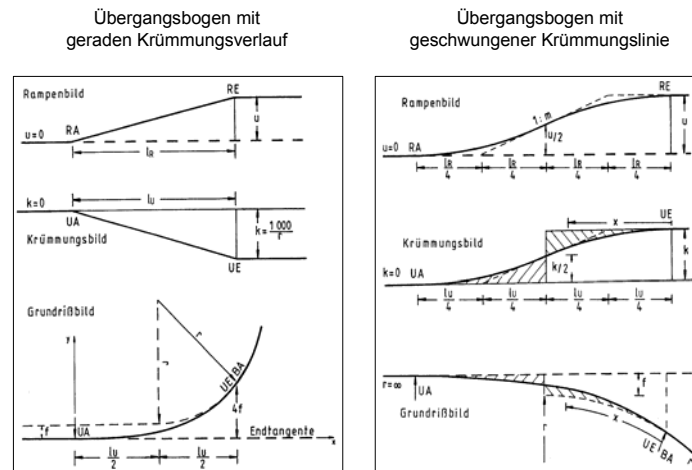 Übergangsbogen mit
geraden Krümmungsverlauf
Rampenbild
RE
u=0
RA
u
lR
k=0
lU
UA
k=1000/r
Krümmungsbild
UE
Grundrißbild
y
r
r
UE BA
f
UA
4f
Endtangente
x
lU/2
lU/2
Übergangsbogen mit
geschwungener Krümmungslinie
RE
Rampenbild
1:m
u/2
u
u=0 RA
lR/4
lR/4
lR/4
lR/4
UE
x
Krümmungsbild
k/2
k
k=0 UA
lU/4
lU/4
lU/4
lU/4
r=∞
UA
f
Grundrißbild
r
x
UE BA
r